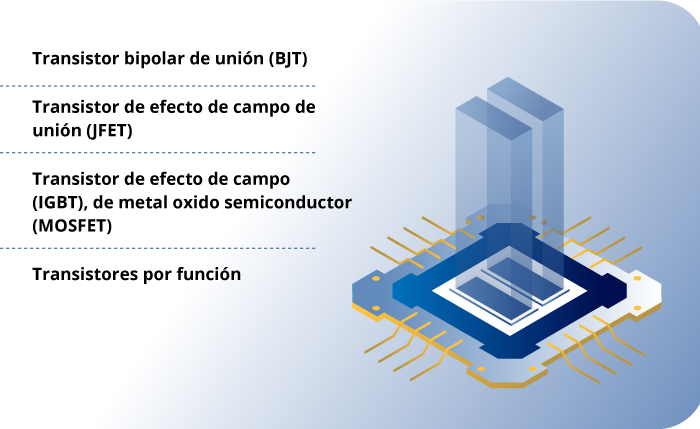 Transistor bipolar de unión (BJT)
Transistor de efecto de campo de
unión (JFET)
Transistor de efecto de campo
(IGBT), de metal oxido semiconductor
(MOSFET)
Transistores por función